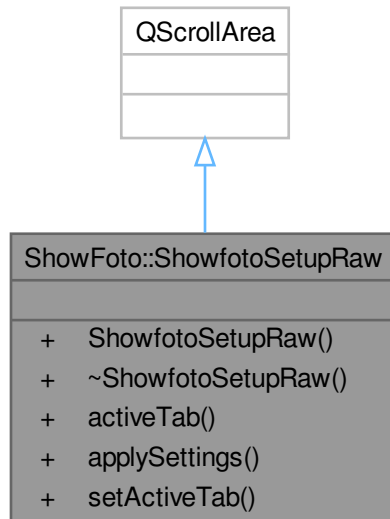 QScrollArea
ShowFoto::ShowfotoSetupRaw
+ ShowfotoSetupRaw()
+ ~ShowfotoSetupRaw()
+ activeTab()
+ applySettings()
+ setActiveTab()